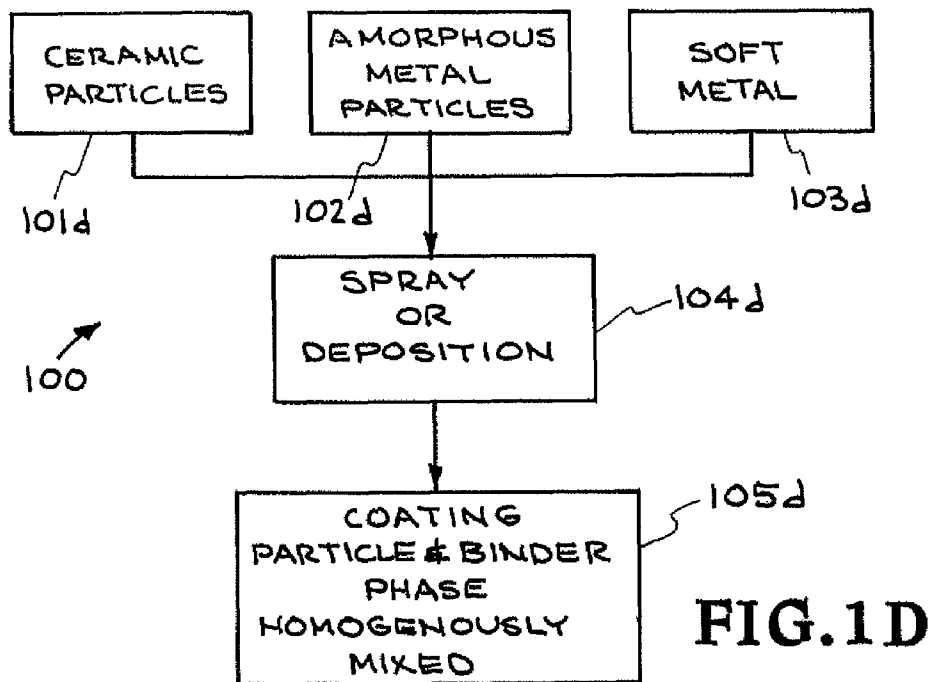 CERAMIC
PARTICLES
AMORPHOUS
METAL
PARTICLES
SOFT
METAL
101d
102d
103d
SPRAY
OR
DEPOSITION
104d
100
COATING
PARTICLE & BINDER
PHASE
HOMOGENOUSLY
MIXED
105d
FIG.1D